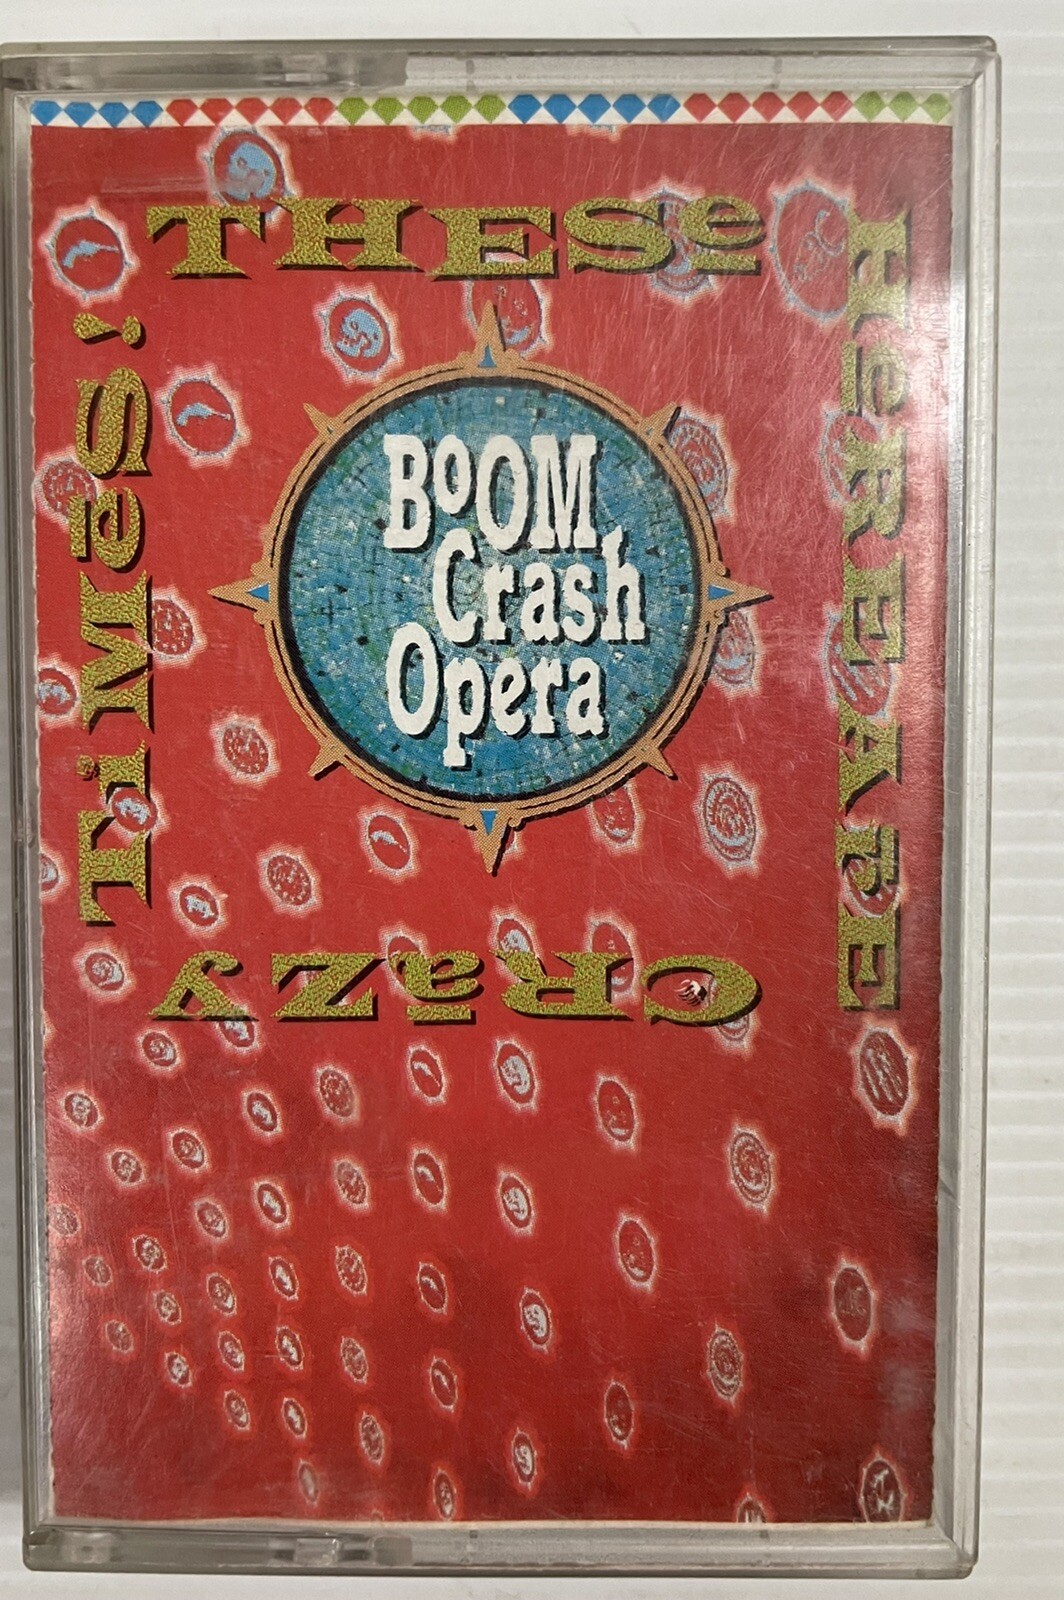 THESe
HeRE ARE
CRaZy
TiMeS!
BoOM
Crash
Opera